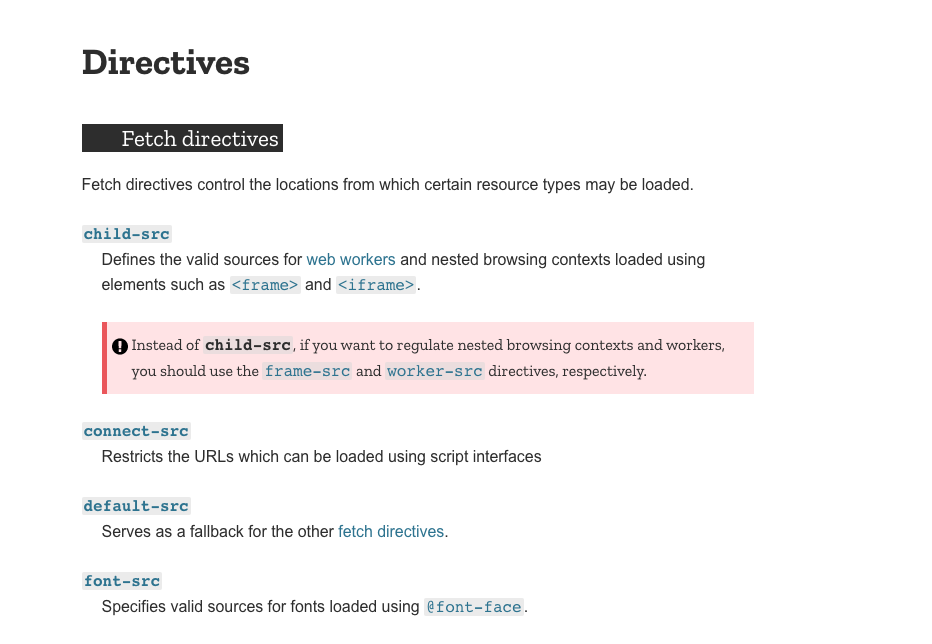 Directives
Fetch directives
Fetch directives control the locations from which certain resource types may be loaded.
child-src
Defines the valid sources for web workers and nested browsing contexts loaded using
elements such as <frame> and <iframe>.
Instead of child-src, if you want to regulate nested browsing contexts and workers,
you should use the frame-src and worker-src directives, respectively.
connect-src
Restricts the URLs which can be loaded using script interfaces
default-src
Serves as a fallback for the other fetch directives.
font-src
Specifies valid sources for fonts loaded using @font-face.